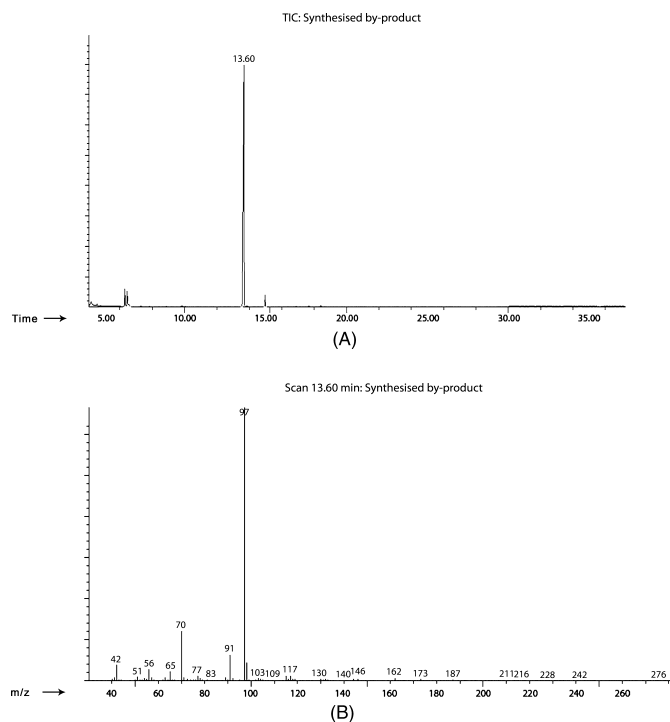 TIC: Synthesised by-product
13.60
Time
5.00 10.00 15.00 20.00 25.00 30.00 35.00
(A)
Scan 13.60 min: Synthesised by-product
97
70
91
42 51 56 65 77 83 103 109 117 130 140 146 162 173 187 211 216 228 242 276
m/z
40 60 80 100 120 140 160 180 200 220 240 260
(B)